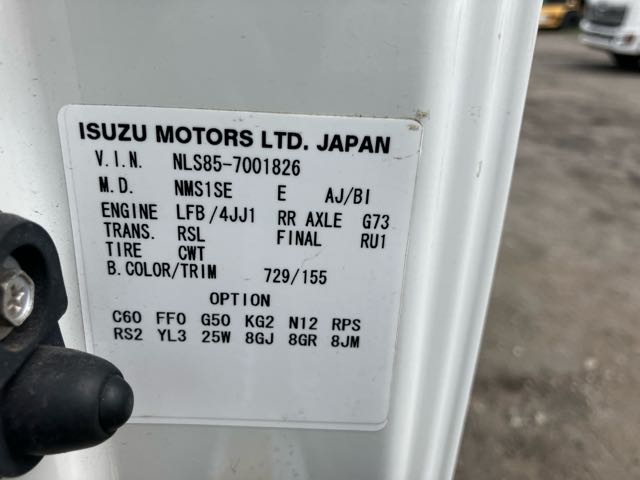 ISUZU MOTORS LTD. JAPAN
V.I.N. NLS85-7001826
M.D. NMS1SE E AJ/BI
ENGINE LFB/4JJ1 RR AXLE G73
TRANS. RSL FINAL RU1
TIRE CWT
B.COLOR/TRIM 729/155
OPTION
C60 FF0 G50 KG2 N12 RPS
RS2 YL3 25W 8GJ 8GR 8JM